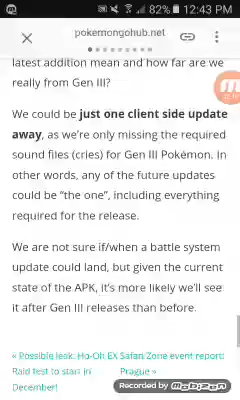 82% 12:43 PM
pokemongohub.net
latest addition mean and how far are we
really from Gen III?
We could be just one client side update
away, as we're only missing the required
sound files (cries) for Gen III Pokémon. In
other words, any of the future updates
could be "the one", including everything
required for the release.
We are not sure if/when a battle system
update could land, but given the current
state of the APK, it's more likely we'll see
it after Gen III releases than before.
« Possible leak: Ho-Oh EX
Raid test to start in
December!
Safari Zone event report:
Prague »
Recorded by Mobizen